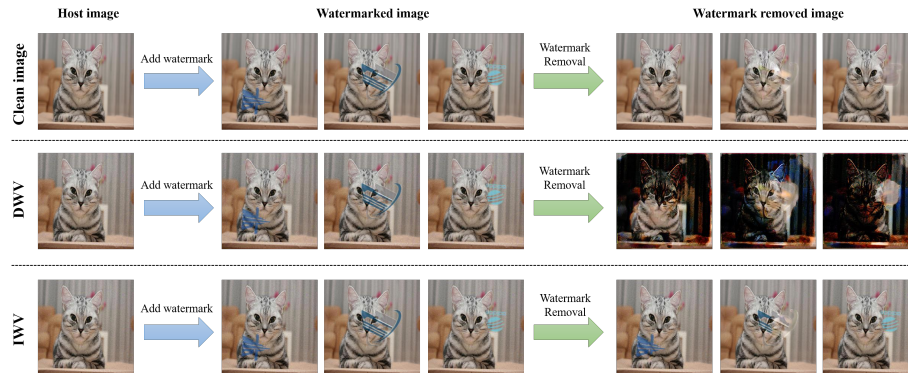 Host image
Watermarked image
Watermark removed image
Clean image
Add watermark
Watermark
Removal
DWV
Add watermark
Watermark
Removal
IWV
Add watermark
Watermark
Removal